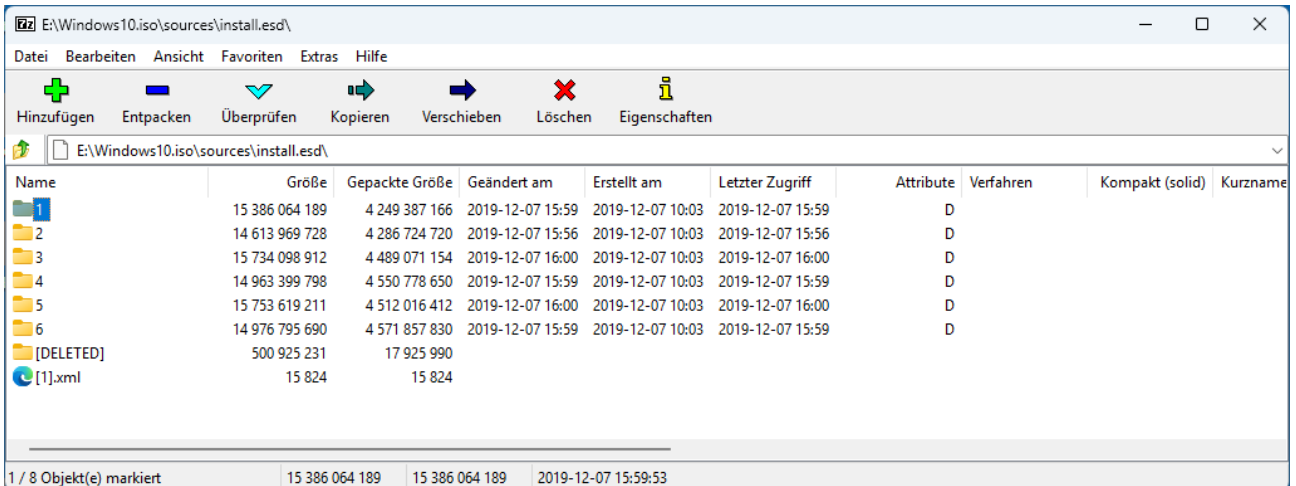 7z E:\Windows10.iso\sources\install.esd\
Datei Bearbeiten Ansicht Favoriten Extras Hilfe
Hinzufügen Entpacken Überprüfen Kopieren Verschieben Löschen Eigenschaften
E:\Windows10.iso\sources\install.esd\
Name Größe Gepackte Größe Geändert am Erstellt am Letzter Zugriff Attribute Verfahren Kompakt (solid) Kurzname
1 15 386 064 189 4 249 387 166 2019-12-07 15:59 2019-12-07 10:03 2019-12-07 15:59 D
2 14 613 969 728 4 286 724 720 2019-12-07 15:56 2019-12-07 10:03 2019-12-07 15:56 D
3 15 734 098 912 4 489 071 154 2019-12-07 16:00 2019-12-07 10:03 2019-12-07 16:00 D
4 14 963 399 798 4 550 778 650 2019-12-07 15:59 2019-12-07 10:03 2019-12-07 15:59 D
5 15 753 619 211 4 512 016 412 2019-12-07 16:00 2019-12-07 10:03 2019-12-07 16:00 D
6 14 976 795 690 4 571 857 830 2019-12-07 15:59 2019-12-07 10:03 2019-12-07 15:59 D
[DELETED] 500 925 231 17 925 990
[1].xml 15 824 15 824
1 / 8 Objekt(e) markiert 15 386 064 189 15 386 064 189 2019-12-07 15:59:53